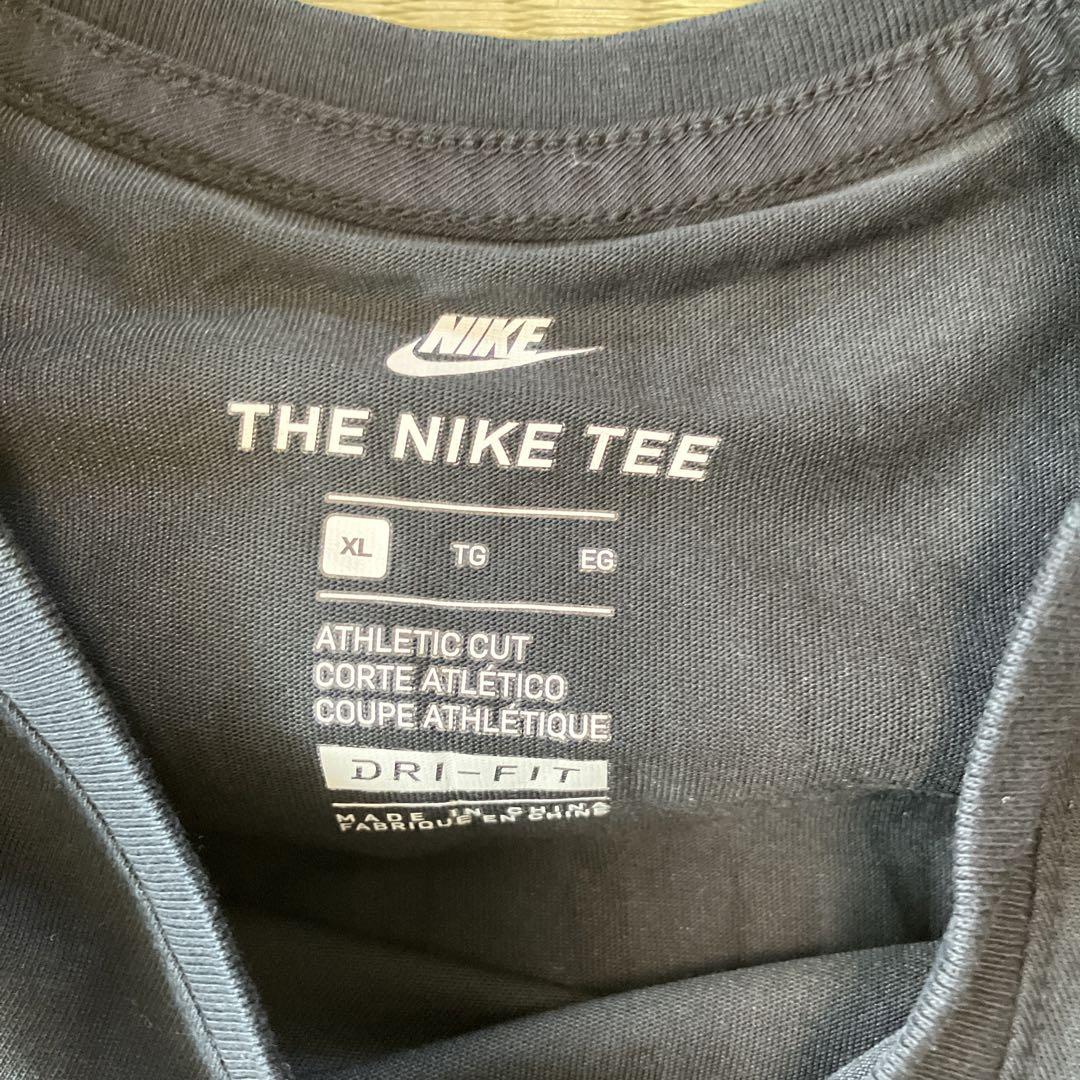 NIKE
THE NIKE TEE
XL TG EG
ATHLETIC CUT
CORTE ATLÉTICO
COUPE ATHLÉTIQUE
DRI-FIT
MADE IN CHINA
FABRIQUÉ EN CHINE